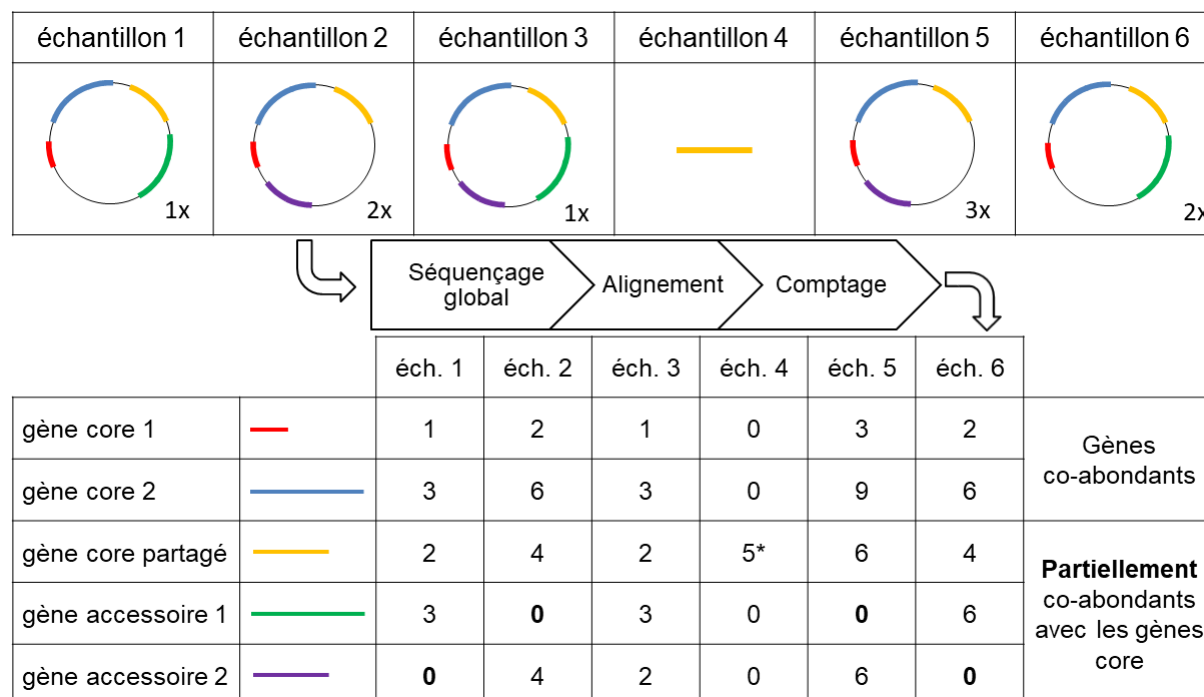 échantillon 1 échantillon 2 échantillon 3 échantillon 4 échantillon 5 échantillon 6
1x 2x 1x 3x 2x
Séquençage
global
Alignement
Comptage
éch. 1 éch. 2 éch. 3 éch. 4 éch. 5 éch. 6
gène core 1 1 2 1 0 3 2
gène core 2 3 6 3 0 9 6
Gènes
co-abondants
gène core partagé 2 4 2 5* 6 4
gène accessoire 1 3 0 3 0 0 6
gène accessoire 2 0 4 2 0 6 0
Partiellement
co-abondants
avec les gènes
core